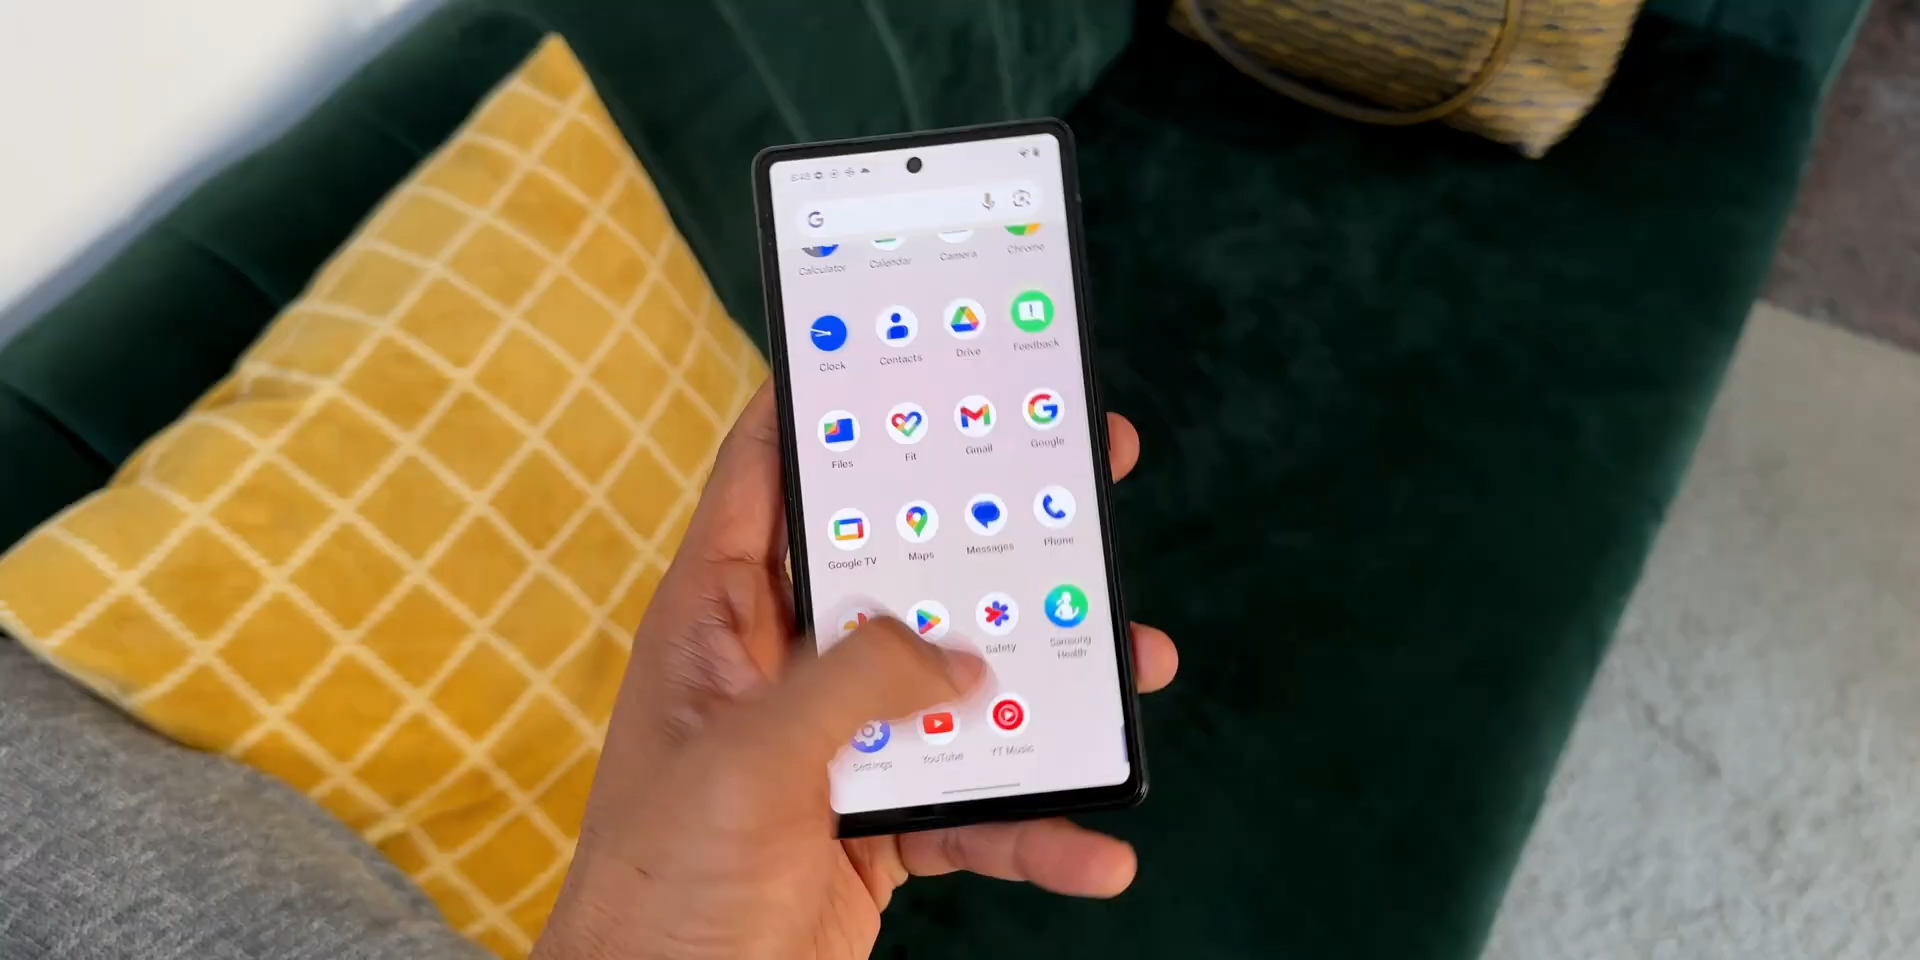 Calculator Calendar Camera Chrome
Clock Contacts Drive Feedback
Files Fit Gmail Google
Google TV Maps Messages Phone
Safety Samsung Health
Settings YouTube YT Music